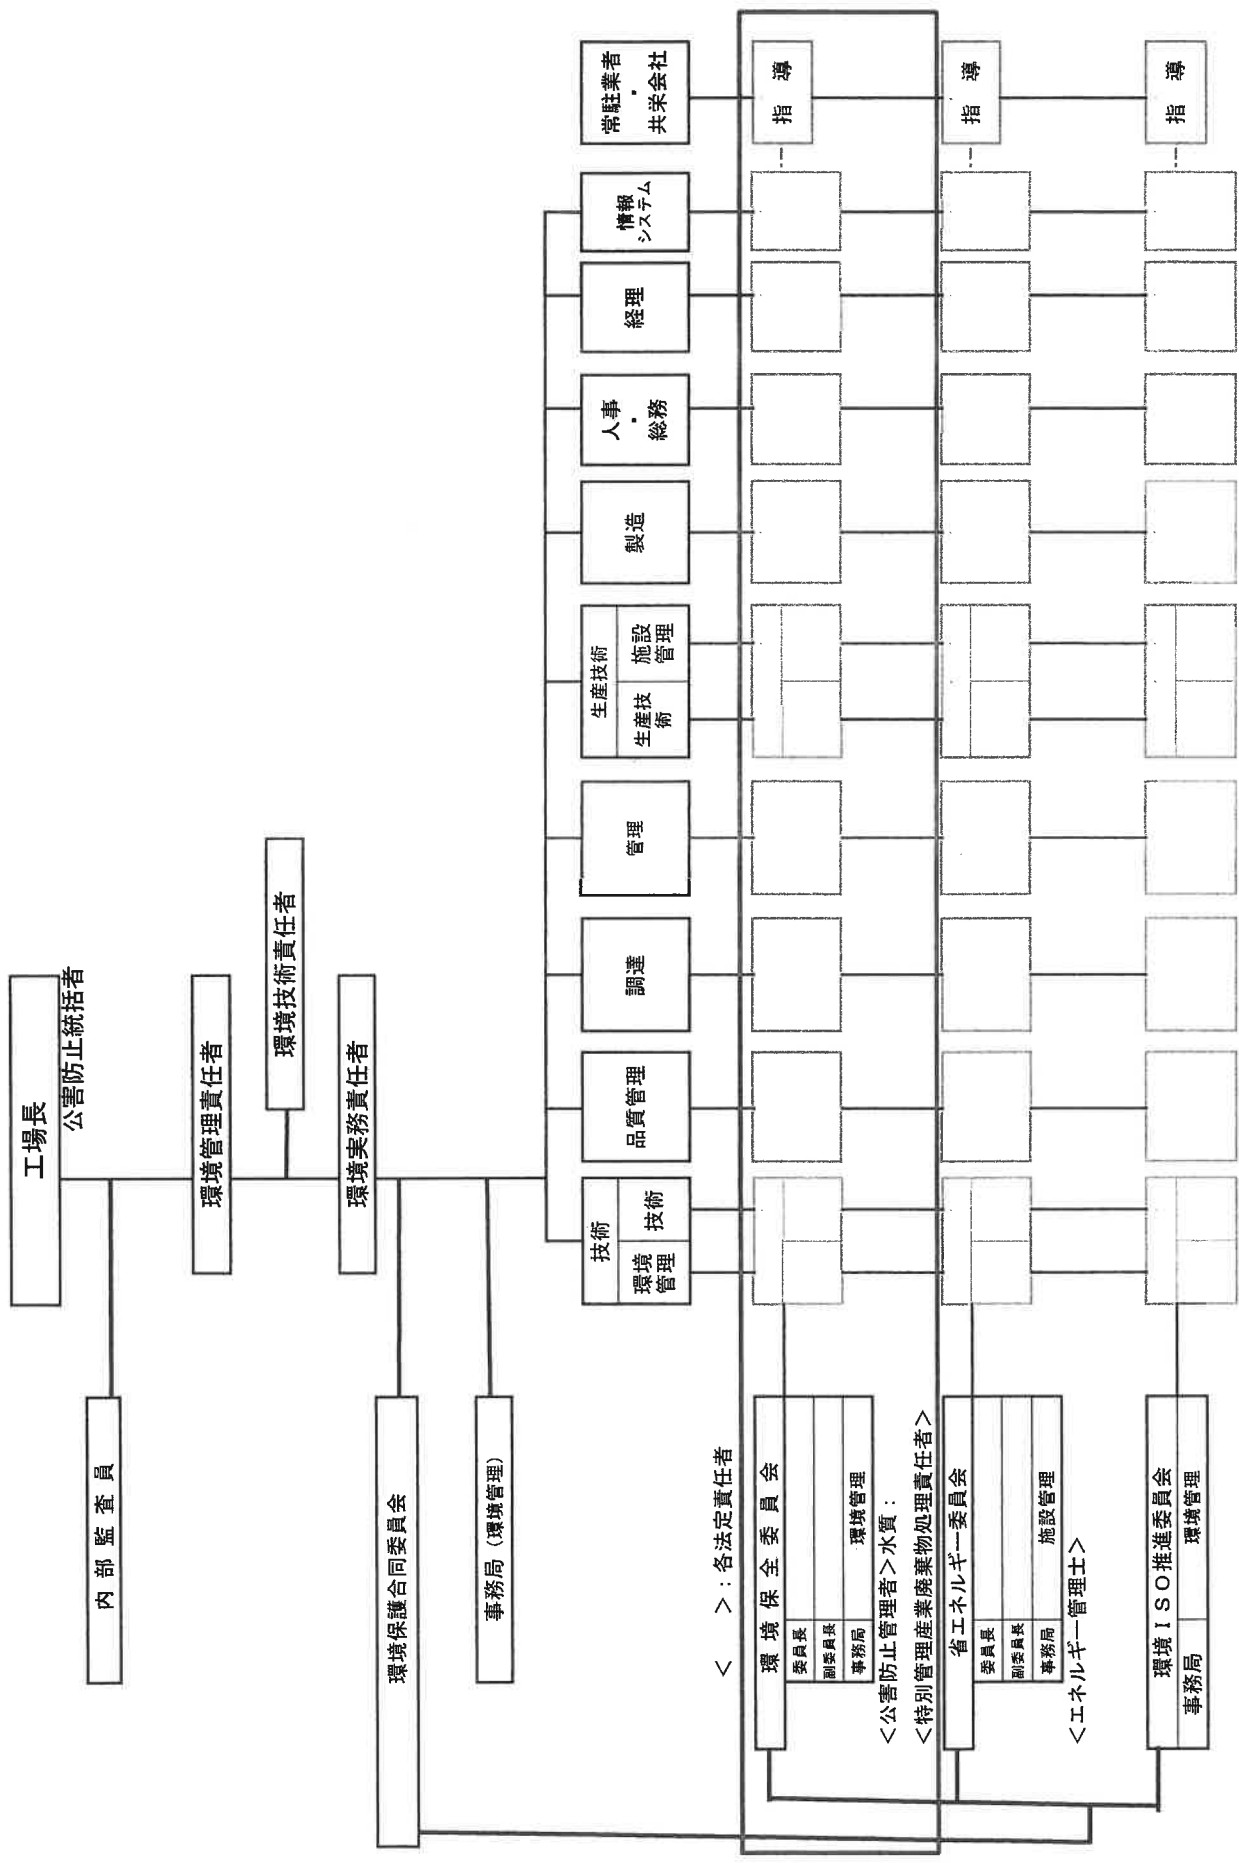 工場長
公害防止統括者
内部監査員
環境管理責任者
環境技術責任者
環境実務責任者
環境保護合同委員会
事務局（環境管理）
技術
環境
管理
技術
品質管理
調達
管理
生産技術
生産技
術
施設
管理
製造
人事
・
総務
経理
情報
システム
常駐業者
・
共栄会社
＜　＞：各法定責任者
環境保全委員会
委員長
副委員長
事務局 環境管理
＜公害防止管理者＞水質：
＜特別管理産業廃棄物処理責任者＞
指導
省エネルギー委員会
委員長
副委員長
事務局 施設管理
＜エネルギー管理士＞
指導
環境ＩＳＯ推進委員会
事務局 環境管理
指導